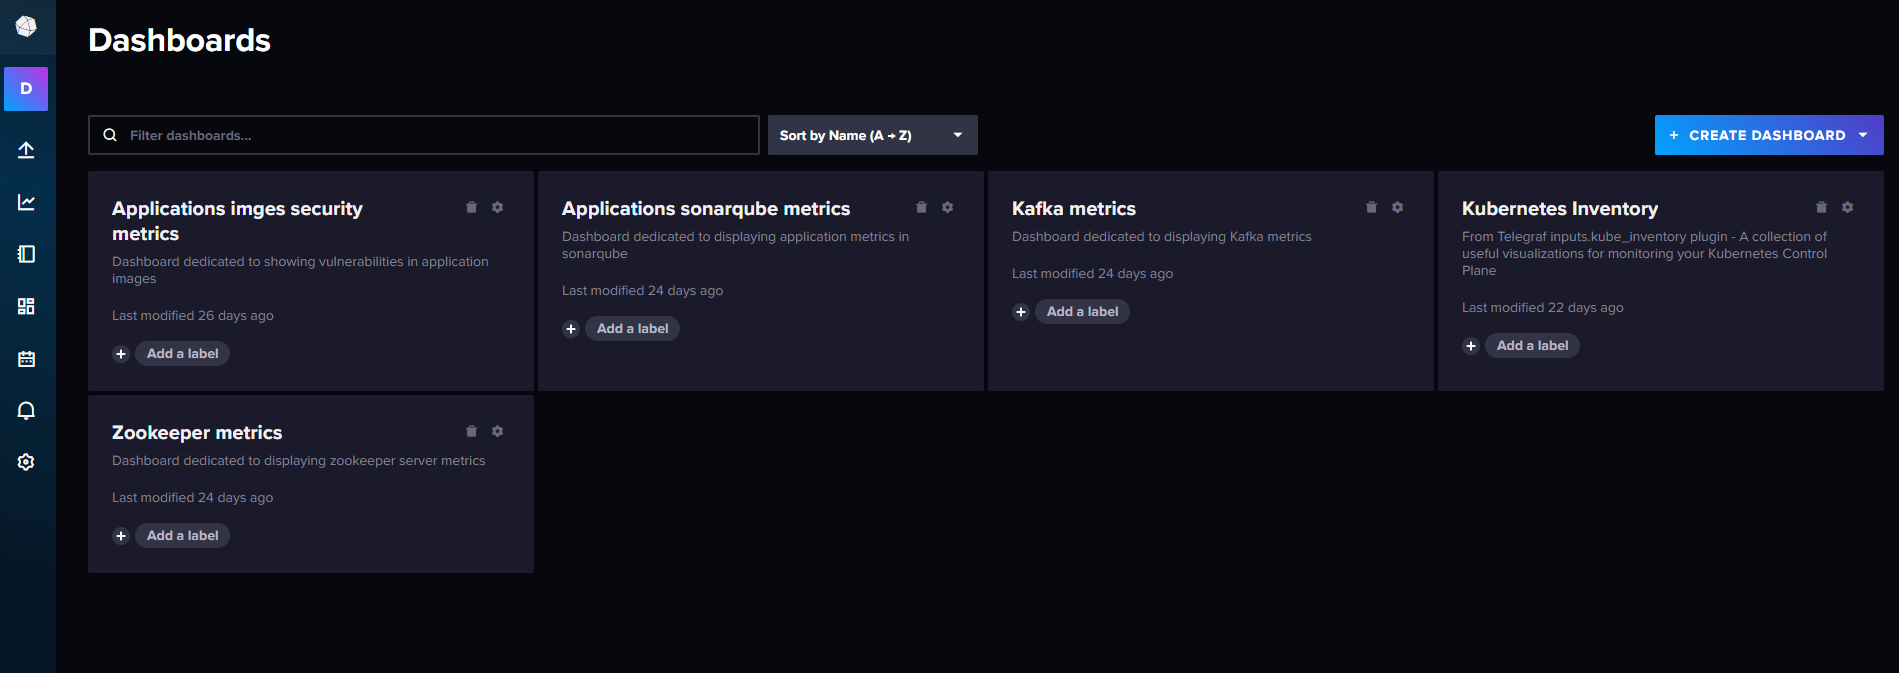 Dashboards
D
Filter dashboards...
Sort by Name (A → Z)
+ CREATE DASHBOARD
Applications imges security
metrics
Dashboard dedicated to showing vulnerabilities in application
images
Last modified 26 days ago
Add a label
Applications sonarqube metrics
Dashboard dedicated to displaying application metrics in
sonarqube
Last modified 24 days ago
Add a label
Kafka metrics
Dashboard dedicated to displaying Kafka metrics
Last modified 24 days ago
Add a label
Kubernetes Inventory
From Telegraf inputs.kube_inventory plugin - A collection of
useful visualizations for monitoring your Kubernetes Control
Plane
Last modified 22 days ago
Add a label
Zookeeper metrics
Dashboard dedicated to displaying zookeeper server metrics
Last modified 24 days ago
Add a label